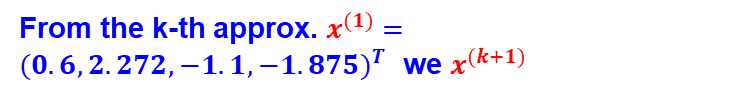 From the k-th approx. x^(1) =
(0.6, 2.272, −1.1, −1.875)^T we x^(k+1)